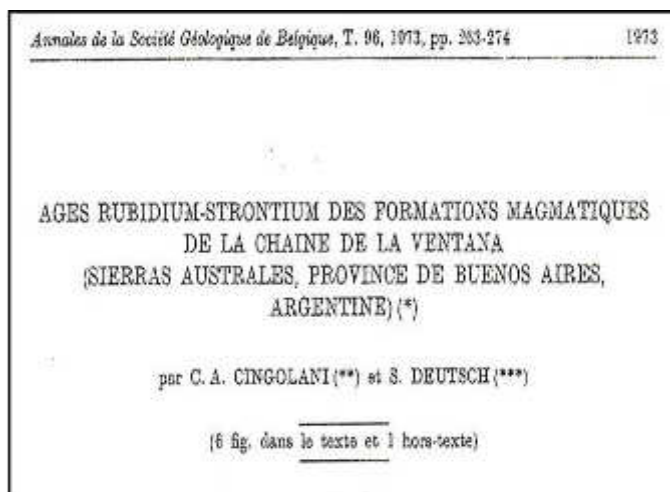 Annales de la Société Géologique de Belgique, T. 96, 1973, pp. 263-274 1973
AGES RUBIDIUM-STRONTIUM DES FORMATIONS MAGMATIQUES
DE LA CHAINE DE LA VENTANA
(SIERRAS AUSTRALES, PROVINCE DE BUENOS AIRES,
ARGENTINE) (*)
par C. A. CINGOLANI (**) et S. DEUTSCH (***)
(6 fig. dans le texte et 1 hors-texte)